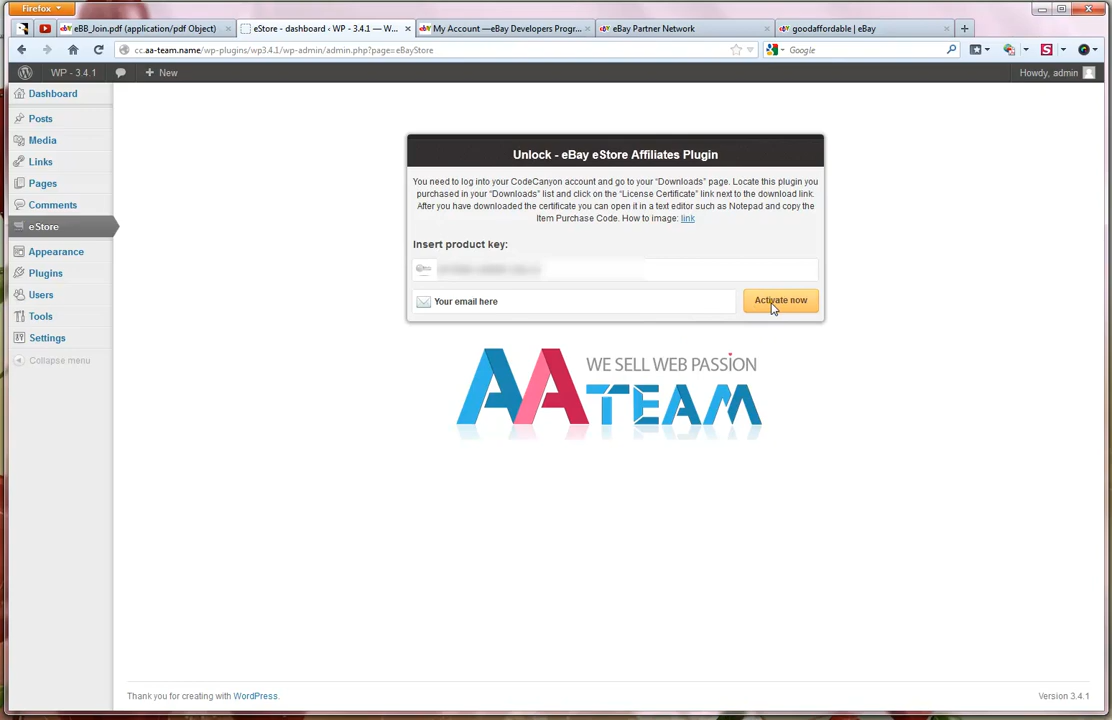 Firefox
eBB_Join.pdf (application/pdf Object)
eStore - dashboard ‹ WP - 3.4.1 — W...
My Account —eBay Developers Progr...
eBay Partner Network
goodaffordable | eBay
cc.aa-team.name/wp-plugins/wp3.4.1/wp-admin/admin.php?page=eBayStore
Google
WP - 3.4.1
+ New
Howdy, admin
Dashboard
Posts
Media
Links
Pages
Comments
eStore
Appearance
Plugins
Users
Tools
Settings
Collapse menu
Unlock - eBay eStore Affiliates Plugin
You need to log into your CodeCanyon account and go to your “Downloads” page. Locate this plugin you
purchased in your “Downloads” list and click on the “License Certificate” link next to the download link.
After you have downloaded the certificate you can open it in a text editor such as Notepad and copy the
Item Purchase Code. How to image: link
Insert product key:
Your email here
Activate now
AA
WE SELL WEB PASSION
TEAM
Thank you for creating with WordPress.
Version 3.4.1